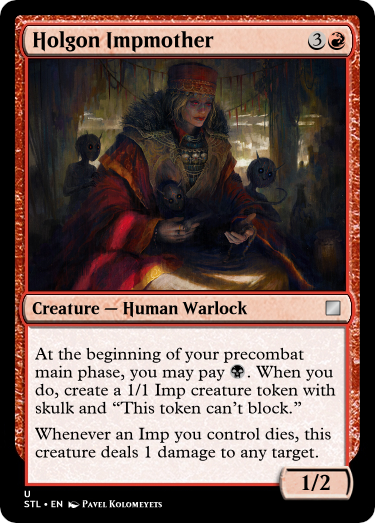 Holgon Impmother 3
Creature — Human Warlock
At the beginning of your precombat
main phase, you may pay . When you
do, create a 1/1 Imp creature token with
skulk and “This token can’t block.”
Whenever an Imp you control dies, this
creature deals 1 damage to any target.
1/2
U
STL • EN Pavel Kolomeyets